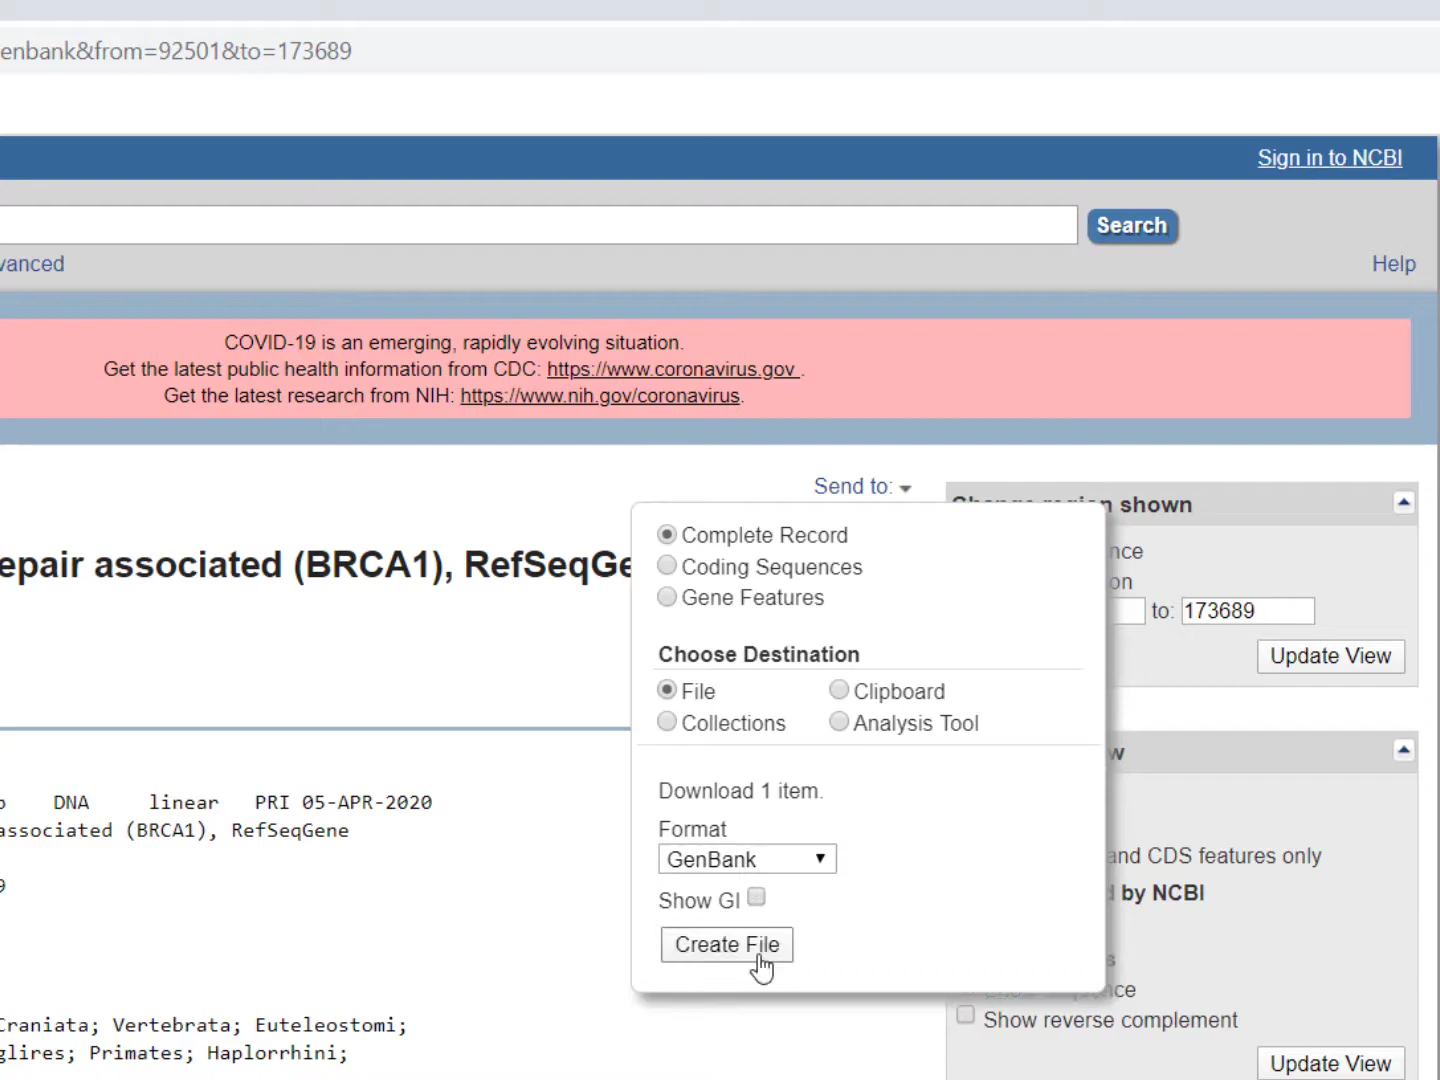 enbank&from=92501&to=173689
Sign in to NCBI
Search
vanced
Help
COVID-19 is an emerging, rapidly evolving situation.
Get the latest public health information from CDC: https://www.coronavirus.gov .
Get the latest research from NIH: https://www.nih.gov/coronavirus.
Send to:
Change region shown
Complete Record
nce
epair associated (BRCA1), RefSeqGe
Coding Sequences
on
Gene Features
to: 173689
Choose Destination
Update View
File
Clipboard
Collections
Analysis Tool
w
Download 1 item.
DNA linear PRI 05-APR-2020
associated (BRCA1), RefSeqGene
Format
GenBank
and CDS features only
9
Show GI
by NCBI
Create File
s
nce
Show reverse complement
Craniata; Vertebrata; Euteleostomi;
glires; Primates; Haplorrhini;
Update View